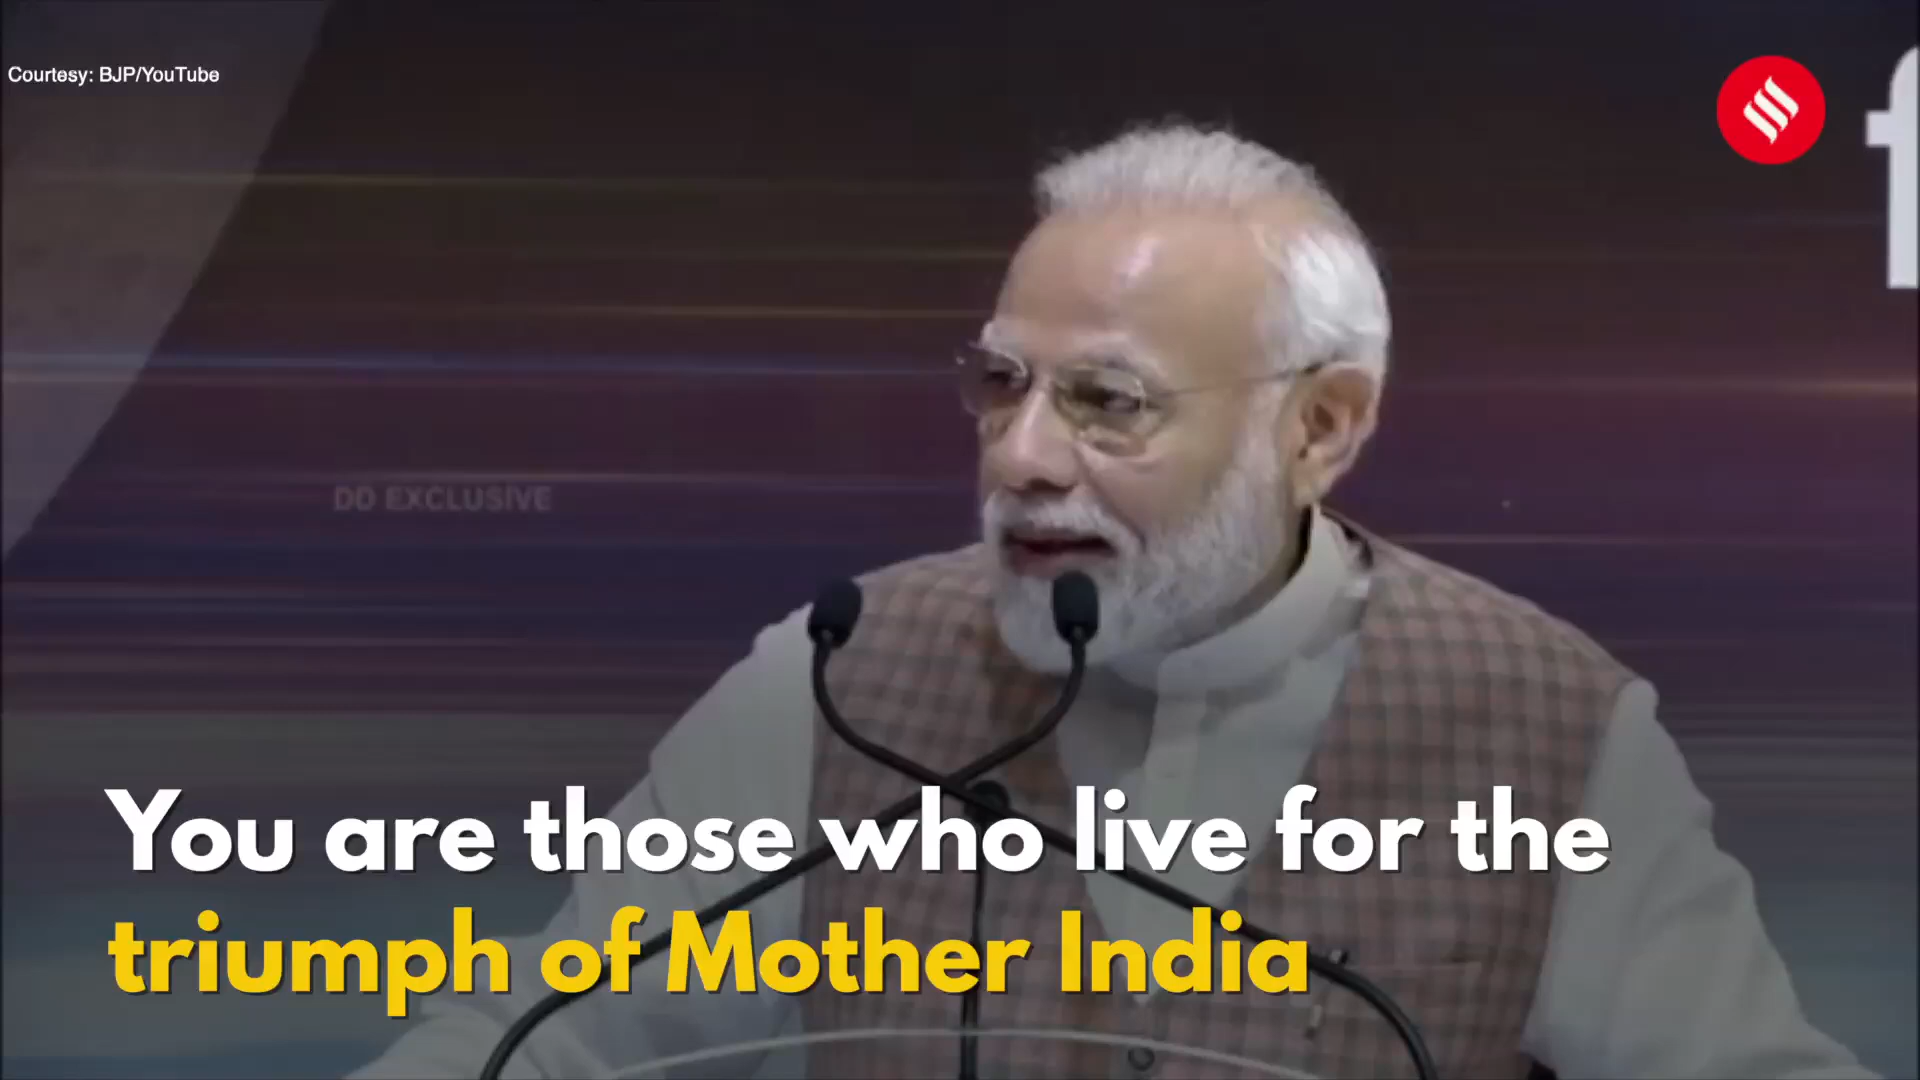 Courtesy: BJP/YouTube
f
DD EXCLUSIVE
You are those who live for the
triumph of Mother India